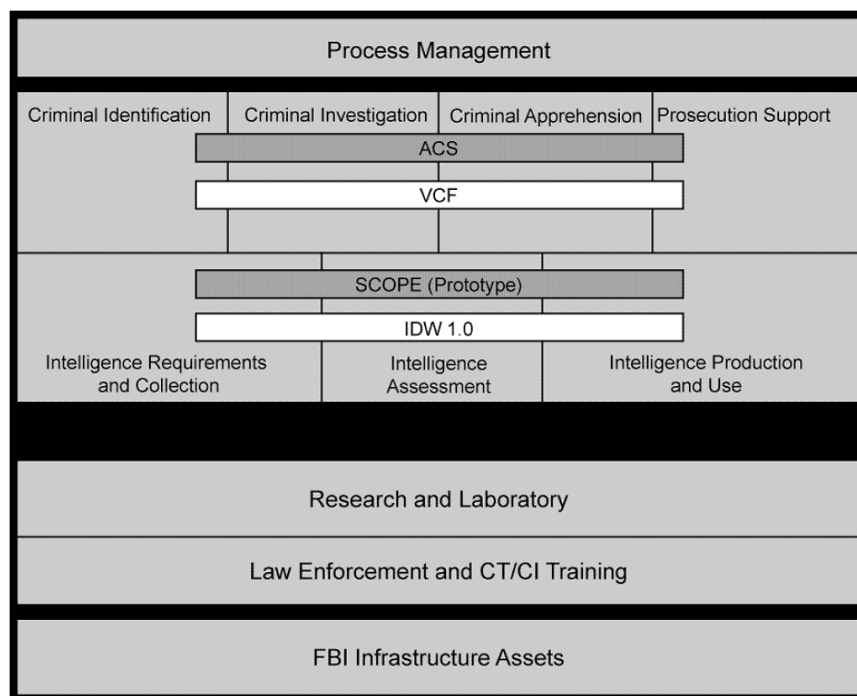 Process Management
Criminal Identification
Criminal Investigation
Criminal Apprehension
Prosecution Support
ACS
VCF
SCOPE (Prototype)
IDW 1.0
Intelligence Requirements
and Collection
Intelligence
Assessment
Intelligence Production
and Use
Research and Laboratory
Law Enforcement and CT/CI Training
FBI Infrastructure Assets